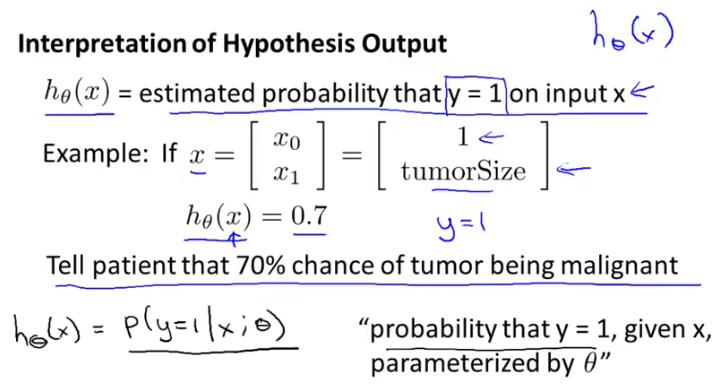 Interpretation of Hypothesis Output
hθ(x)
hθ(x) = estimated probability that y = 1 on input x
Example: If x = [ x0 x1 ] = [ 1 tumorSize ]
hθ(x) = 0.7
y=1
Tell patient that 70% chance of tumor being malignant
hθ(x) = P(y=1|x;θ)
“probability that y = 1, given x,
parameterized by θ”